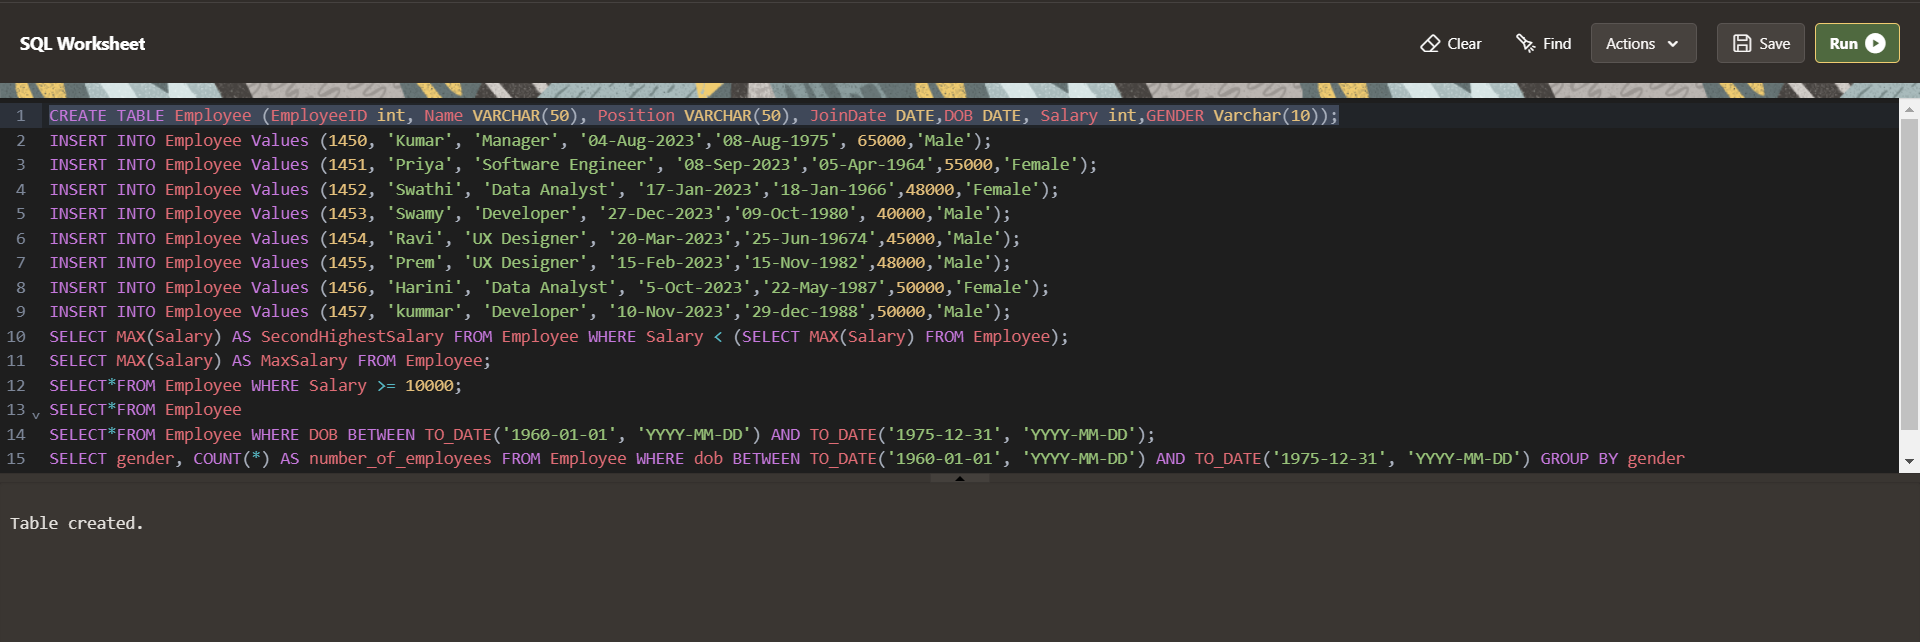 SQL Worksheet
Clear Find Actions Save Run
1 CREATE TABLE Employee (EmployeeID int, Name VARCHAR(50), Position VARCHAR(50), JoinDate DATE,DOB DATE, Salary int,GENDER Varchar(10));
2 INSERT INTO Employee Values (1450, 'Kumar', 'Manager', '04-Aug-2023','08-Aug-1975', 65000,'Male');
3 INSERT INTO Employee Values (1451, 'Priya', 'Software Engineer', '08-Sep-2023','05-Apr-1964',55000,'Female');
4 INSERT INTO Employee Values (1452, 'Swathi', 'Data Analyst', '17-Jan-2023','18-Jan-1966',48000,'Female');
5 INSERT INTO Employee Values (1453, 'Swamy', 'Developer', '27-Dec-2023','09-Oct-1980', 40000,'Male');
6 INSERT INTO Employee Values (1454, 'Ravi', 'UX Designer', '20-Mar-2023','25-Jun-19674',45000,'Male');
7 INSERT INTO Employee Values (1455, 'Prem', 'UX Designer', '15-Feb-2023','15-Nov-1982',48000,'Male');
8 INSERT INTO Employee Values (1456, 'Harini', 'Data Analyst', '5-Oct-2023','22-May-1987',50000,'Female');
9 INSERT INTO Employee Values (1457, 'kummar', 'Developer', '10-Nov-2023','29-dec-1988',50000,'Male');
10 SELECT MAX(Salary) AS SecondHighestSalary FROM Employee WHERE Salary < (SELECT MAX(Salary) FROM Employee);
11 SELECT MAX(Salary) AS MaxSalary FROM Employee;
12 SELECT*FROM Employee WHERE Salary >= 10000;
13 SELECT*FROM Employee
14 SELECT*FROM Employee WHERE DOB BETWEEN TO_DATE('1960-01-01', 'YYYY-MM-DD') AND TO_DATE('1975-12-31', 'YYYY-MM-DD');
15 SELECT gender, COUNT(*) AS number_of_employees FROM Employee WHERE dob BETWEEN TO_DATE('1960-01-01', 'YYYY-MM-DD') AND TO_DATE('1975-12-31', 'YYYY-MM-DD') GROUP BY gender
Table created.